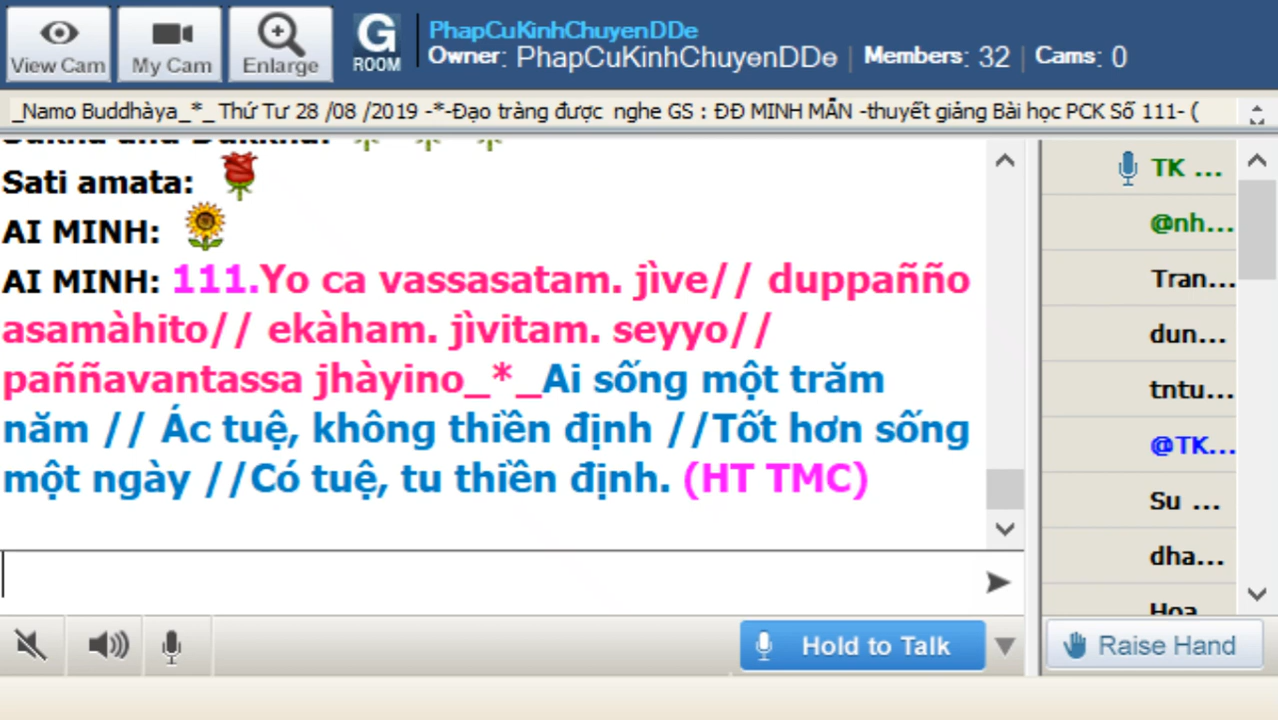 PhapCuKinhChuyenDDe
View Cam My Cam Enlarge G ROOM Owner: PhapCuKinhChuyenDDe | Members: 32 | Cams: 0
_Namo Buddhàya_*_ Thứ Tư 28 /08 /2019 -*-Đạo tràng được nghe GS : ĐĐ MINH MẪN -thuyết giảng Bài học PCK Số 111- (
Sati amata:
AI MINH:
AI MINH: 111.Yo ca vassasatam. jìve// duppañño
asamàhito// ekàham. jìvitam. seyyo//
paññavantassa jhàyino_*_Ai sống một trăm
năm // Ác tuệ, không thiền định //Tốt hơn sống
một ngày //Có tuệ, tu thiền định. (HT TMC)
TK ...
@nh...
Tran...
dun...
tntu...
@TK...
Su ...
dha...
Hoa
Hold to Talk
Raise Hand